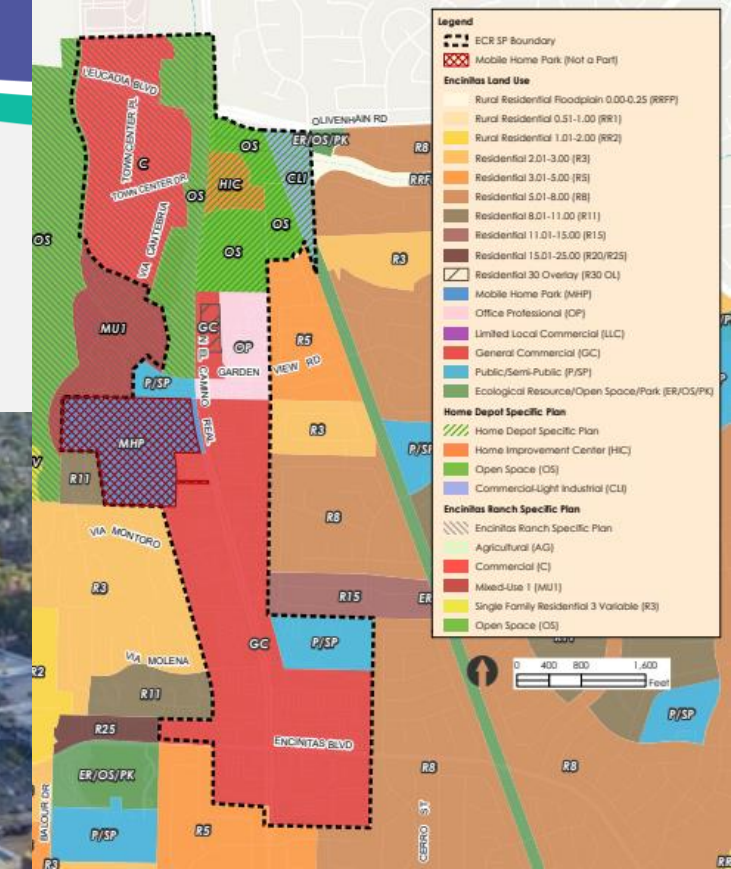 LEUCADIA BLVD
TOWN CENTER PL
C
TOWN CENTER DR
VIA CANTEBRIA
OS
OS
OLIVENHAIN RD
ER/OS/PK
R8
OS
HIC
CLI
OS
OS
R3
MU1
GC
OP
R5
N EL CAMINO REAL
GARDEN VIEW RD
P/SP
MHP
R3
R11
R8
VIA MONTORO
R3
R15
ER
GC
P/SP
VIA MOLENA
R2
R11
R25
ENCINITAS BLVD
ER/OS/PK
BALOUR DR
P/SP
R5
R3
R8
R8
CERRO ST
P/SP
Legend
ECR SP Boundary
Mobile Home Park (Not a Part)
Encinitas Land Use
Rural Residential Floodplain 0.00-0.25 (RRFP)
Rural Residential 0.51-1.00 (RR1)
Rural Residential 1.01-2.00 (RR2)
Residential 2.01-3.00 (R3)
Residential 3.01-5.00 (R5)
Residential 5.01-8.00 (R8)
Residential 8.01-11.00 (R11)
Residential 11.01-15.00 (R15)
Residential 15.01-25.00 (R20/R25)
Residential 30 Overlay (R30 OL)
Mobile Home Park (MHP)
Office Professional (OP)
Limited Local Commercial (LLC)
General Commercial (GC)
Public/Semi-Public (P/SP)
Ecological Resource/Open Space/Park (ER/OS/PK)
Home Depot Specific Plan
Home Depot Specific Plan
Home Improvement Center (HIC)
Open Space (OS)
Commercial-Light Industrial (CLI)
Encinitas Ranch Specific Plan
Encinitas Ranch Specific Plan
Agricultural (AG)
Commercial (C)
Mixed-Use 1 (MU1)
Single Family Residential 3 Variable (R3)
Open Space (OS)
0 400 800 1,600
Feet